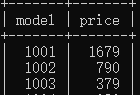 model | price
1001 | 1679
1002 | 790
1003 | 379